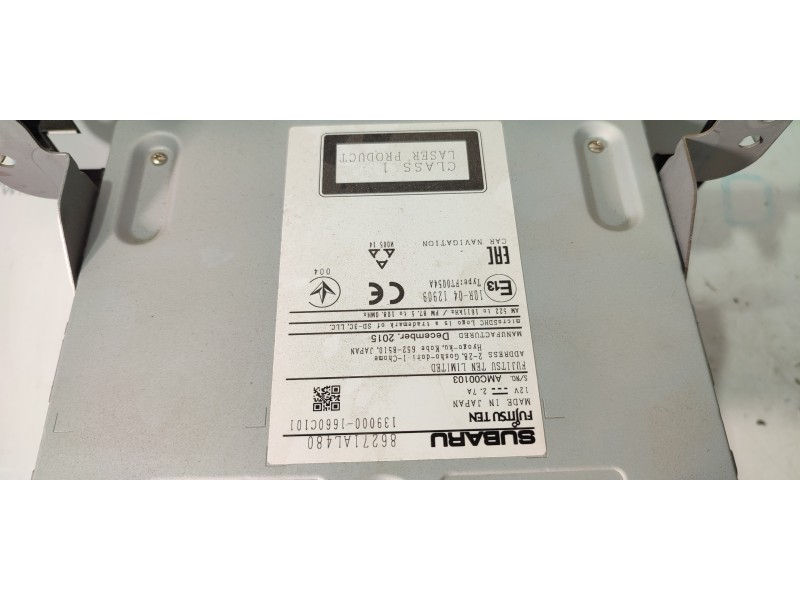 SUBARU 86271AL480
FUJITSU TEN 139000-1660C101
MADE IN JAPAN
12V 2.7A
S/NO. AMC00103
FUJITSU TEN LIMITED
ADDRESS 2-28, Gosho-dori 1-Chome
Hyogo-ku, Kobe 652-8510, JAPAN
MANUFACTURED December, 2015
microSDHC Logo is a trademark of SD-3C, LLC.
AM 522 to 1611kHz / FM 87.5 to 108.0MHz
E13 10R-04 12909
Type:FT0054A
CE
004
EAC
CAR NAVIGATION
CLASS 1
LASER PRODUCT